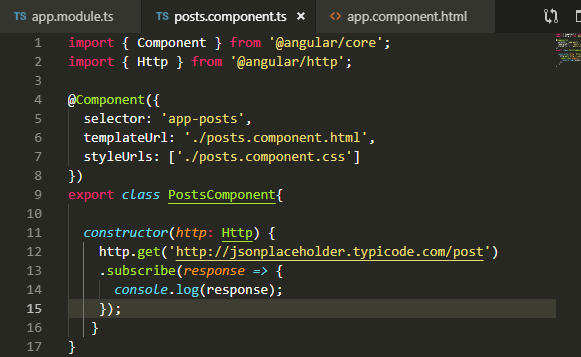 TS app.module.ts TS posts.component.ts × <> app.component.html
1 import { Component } from '@angular/core';
2 import { Http } from '@angular/http';
3
4 @Component({
5 selector: 'app-posts',
6 templateUrl: './posts.component.html',
7 styleUrls: ['./posts.component.css']
8 })
9 export class PostsComponent{
10
11 constructor(http: Http) {
12 http.get('http://jsonplaceholder.typicode.com/post')
13 .subscribe(response => {
14 console.log(response);
15 });
16 }
17 }